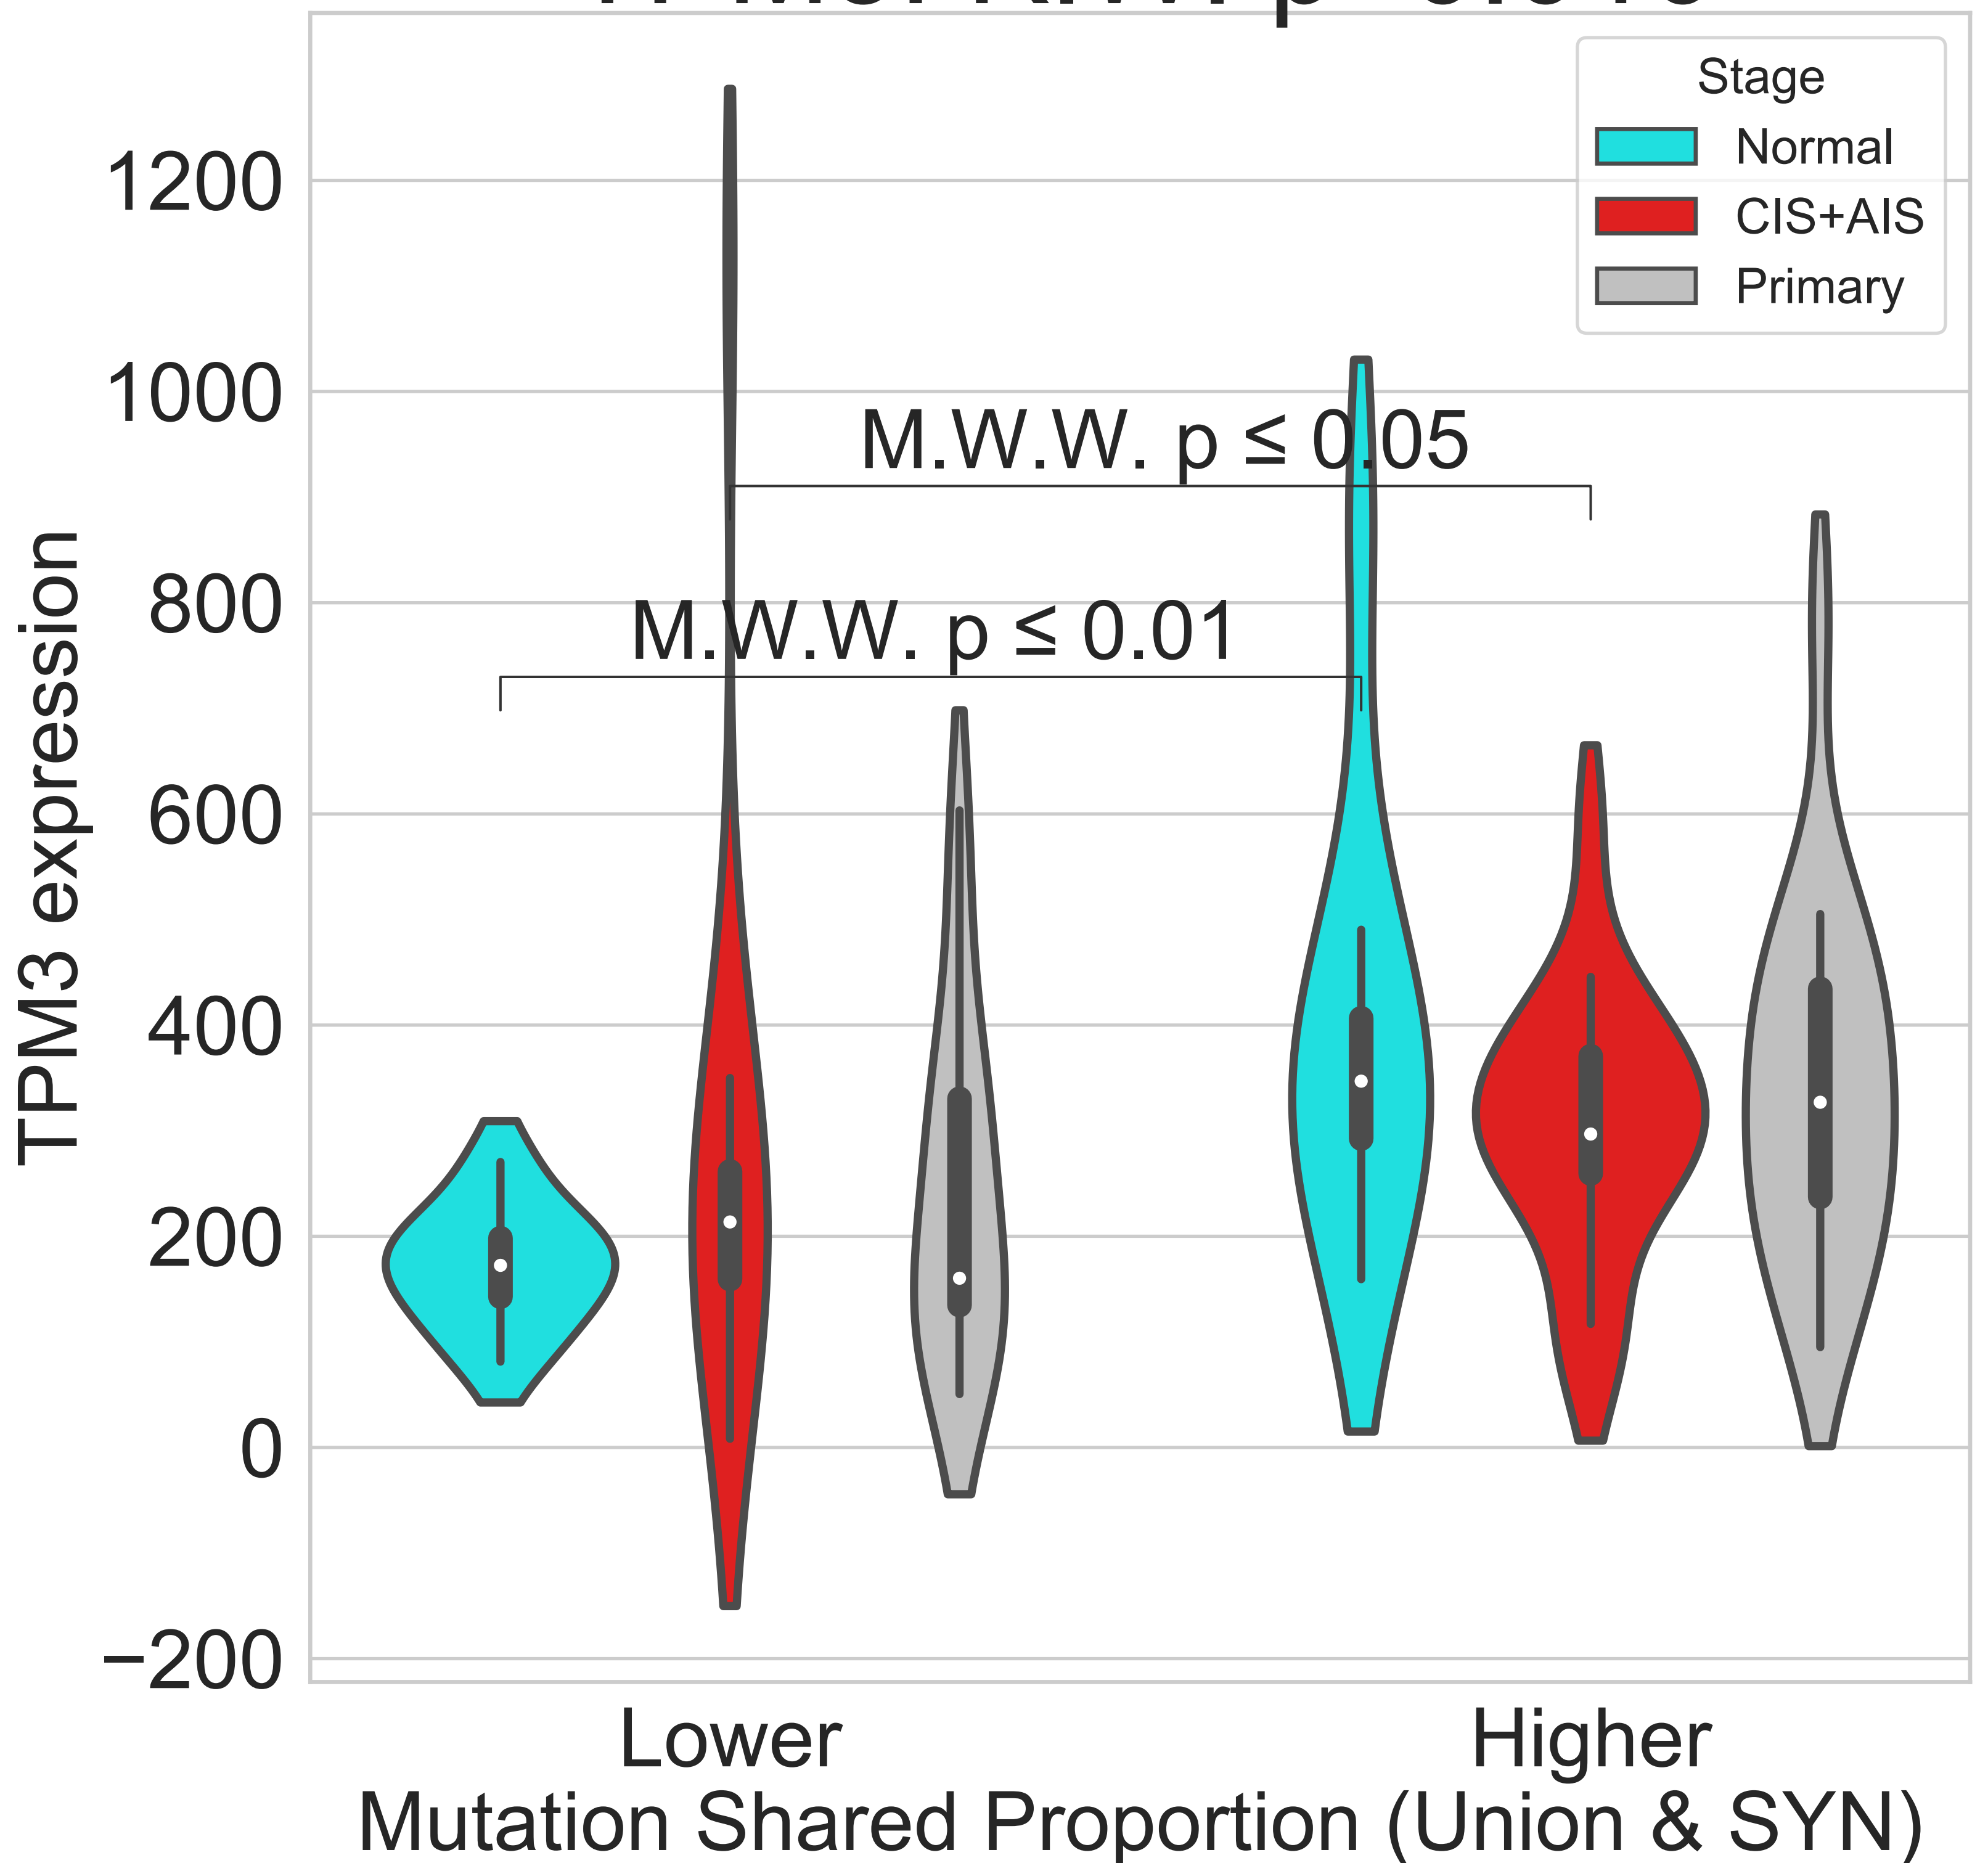 Stage
Normal
CIS+AIS
Primary
1200
1000
800
600
400
200
0
−200
TPM3 expression
M.W.W. p ≤ 0.05
M.W.W. p ≤ 0.01
Lower
Higher
Mutation Shared Proportion (Union & SYN)